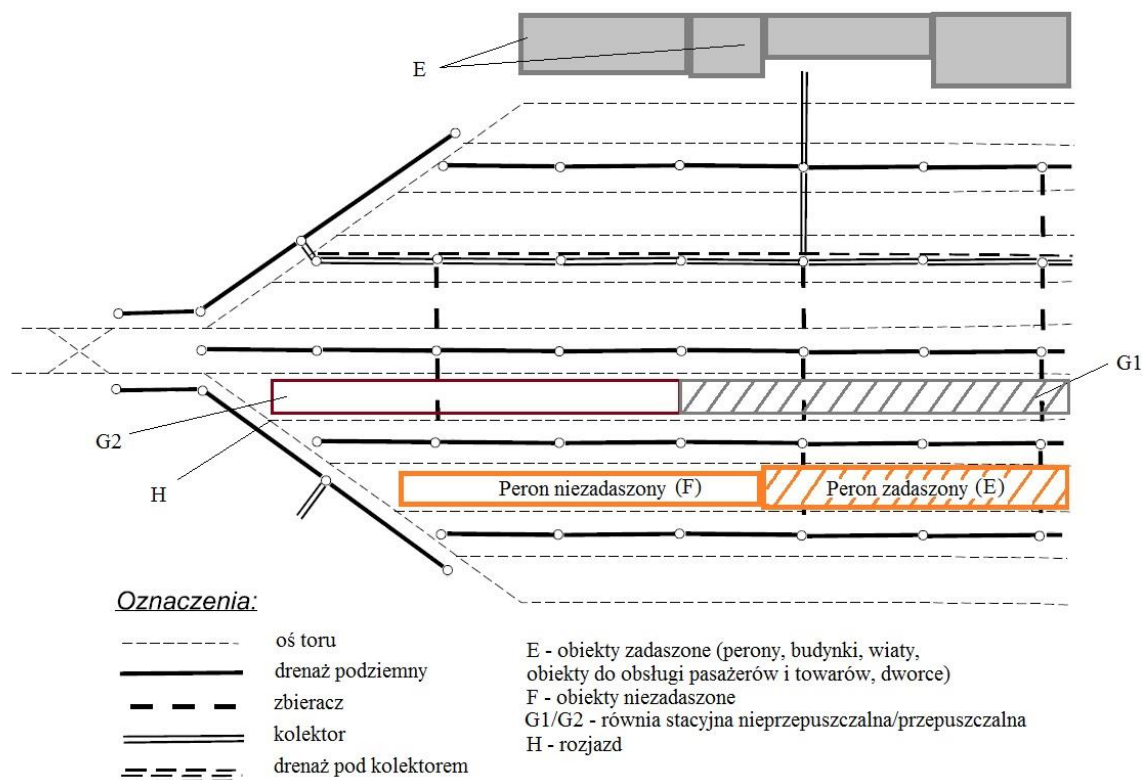 E
G1
G2
H
Peron niezadaszony (F)
Peron zadaszony (E)
Oznaczenia:
oś toru
drenaż podziemny
zbieracz
kolektor
drenaż pod kolektorem
E - obiekty zadaszone (perony, budynki, wiaty,
obiekty do obsługi pasażerów i towarów, dworce)
F - obiekty niezadaszone
G1/G2 - równia stacyjna nieprzepuszczalna/przepuszczalna
H - rozjazd